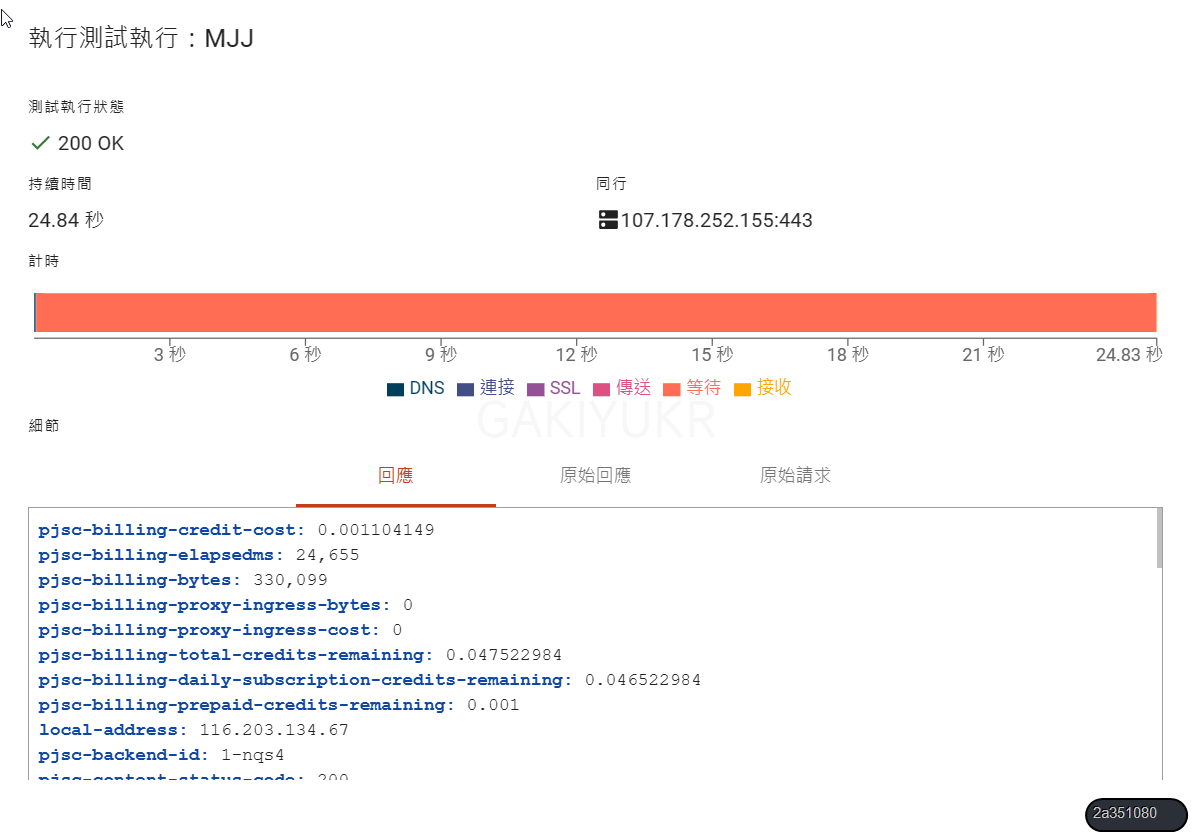 執行測試執行：MJJ
測試執行狀態
200 OK
持續時間
同行
24.84 秒
107.178.252.155:443
計時
3 秒 6 秒 9 秒 12 秒 15 秒 18 秒 21 秒 24.83 秒
DNS 連接 SSL 傳送 等待 接收
GAKIYUKR
細節
回應 原始回應 原始請求
pjsc-billing-credit-cost: 0.001104149
pjsc-billing-elapsedms: 24,655
pjsc-billing-bytes: 330,099
pjsc-billing-proxy-ingress-bytes: 0
pjsc-billing-proxy-ingress-cost: 0
pjsc-billing-total-credits-remaining: 0.047522984
pjsc-billing-daily-subscription-credits-remaining: 0.046522984
pjsc-billing-prepaid-credits-remaining: 0.001
local-address: 116.203.134.67
pjsc-backend-id: 1-nqs4
pjsc-content-status-code: 200
2a351080